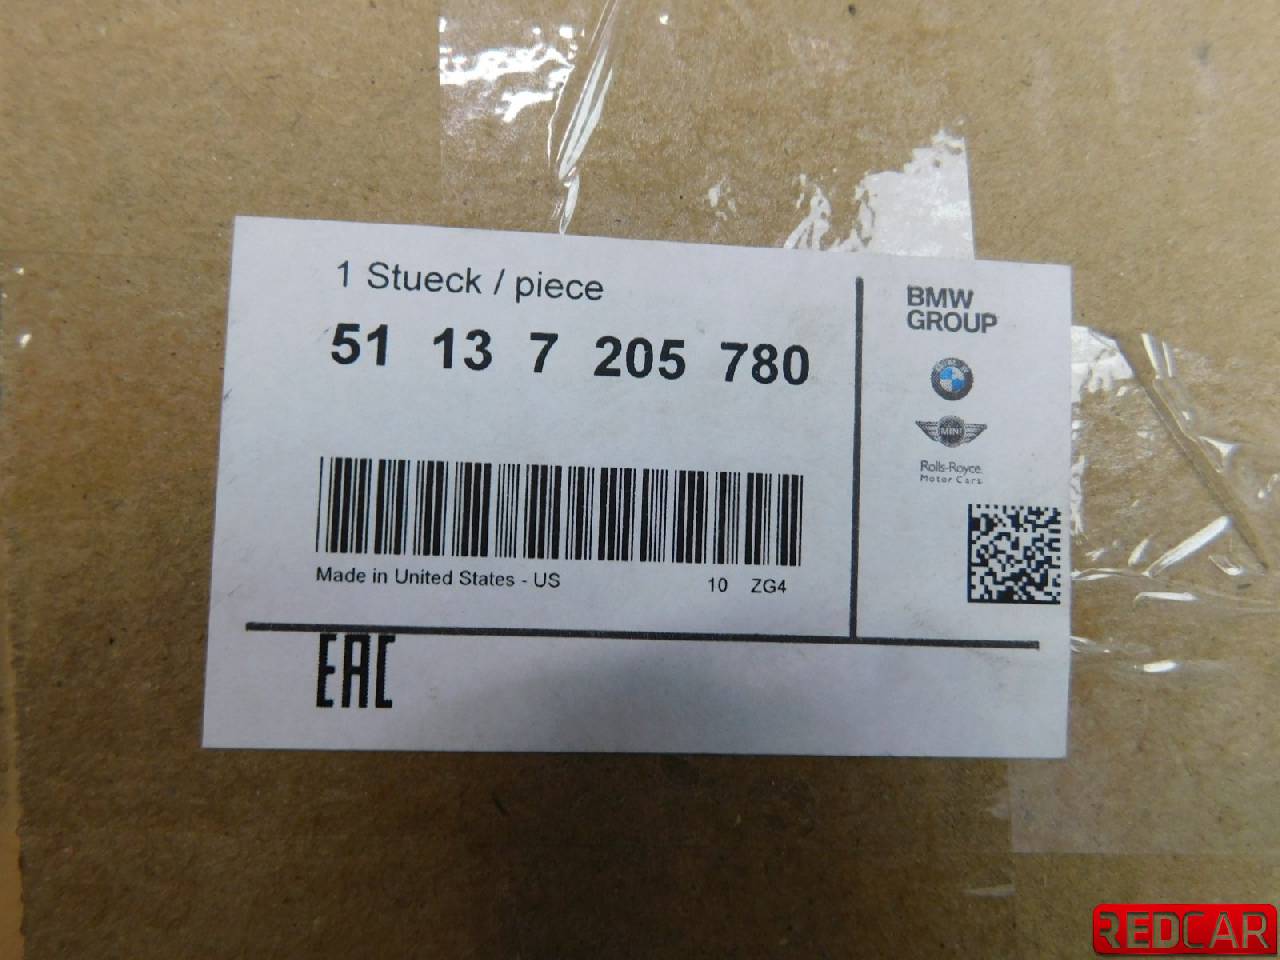 1 Stueck / piece
51 13 7 205 780
Made in United States - US
10 ZG4
EAC
BMW
GROUP
MINI
Rolls-Royce
Motor Cars
REDCAR